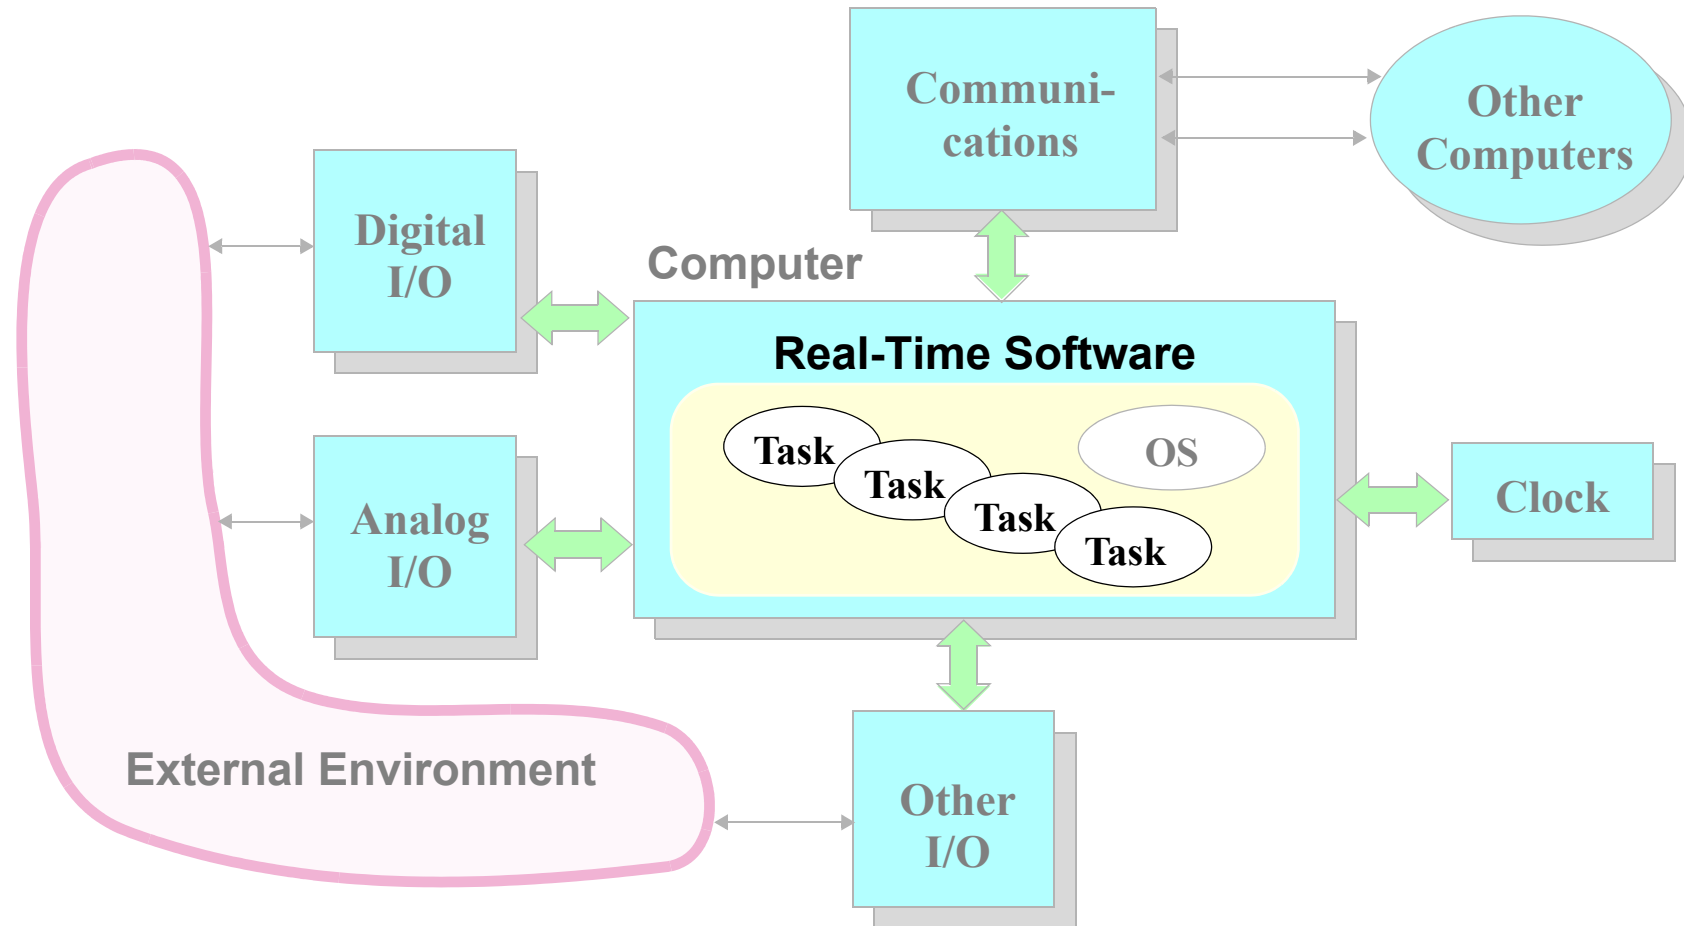 Communi-
cations
Other
Computers
Digital
I/O
Computer
Real-Time Software
Task
Task
Task
Task
OS
Analog
I/O
Clock
External Environment
Other
I/O